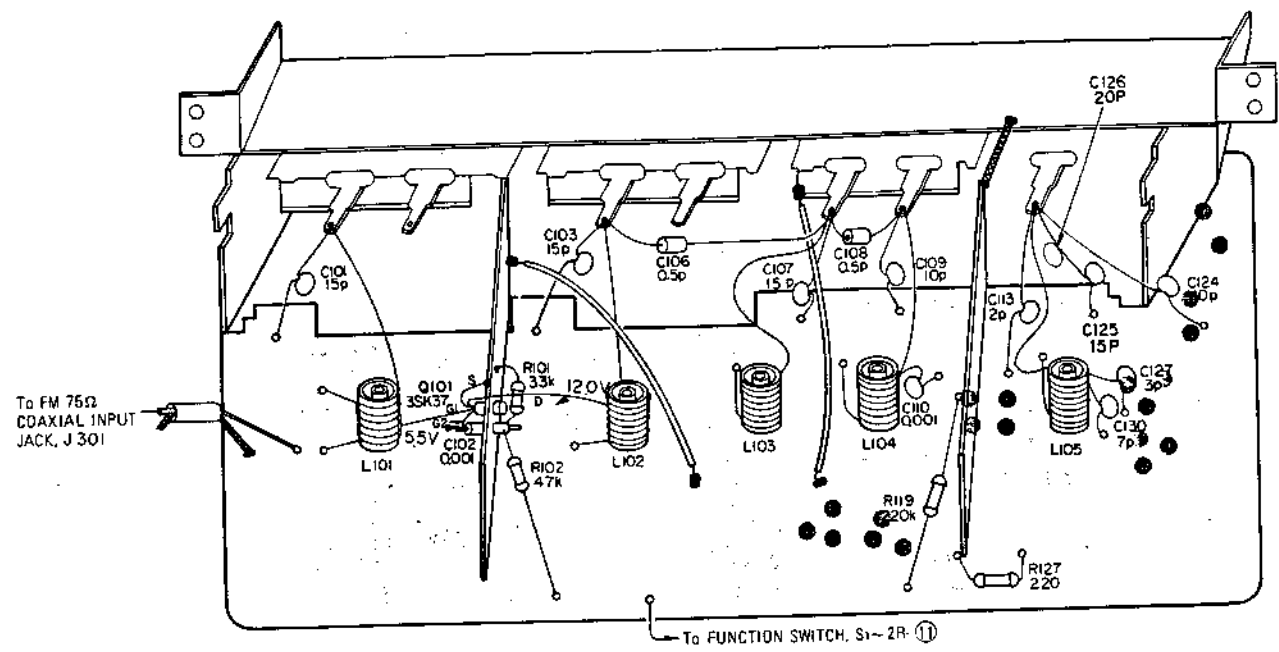 C126
20P
C103
15p
C106
0.5p
C108
0.5p
C109
10p
C101
15p
C107
15p
C113
2p
C124
C125
15P
Q101
3SK37
S
R101
33k
12.0V
D
G1
G2
5.5V
C102
0.001
C110
0.001
C127
3p
C130
7p
To FM 75Ω
COAXIAL INPUT
JACK, J 301
L101
L102
L103
L104
L105
R102
47k
R119
220k
R127
220
To FUNCTION SWITCH, S1~2R- ⑪